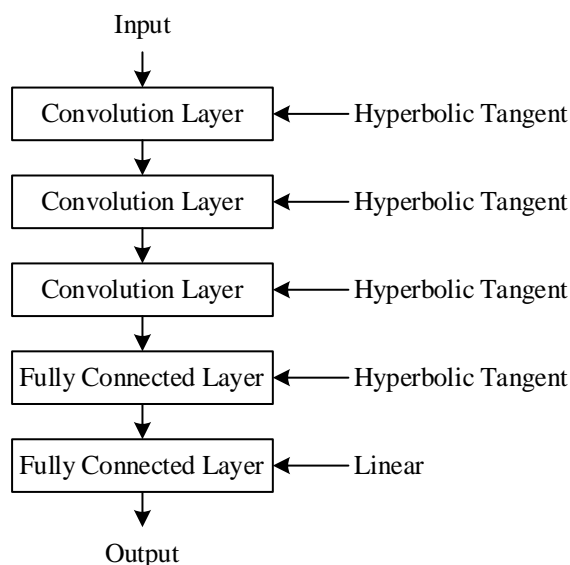 Input
Convolution Layer
Hyperbolic Tangent
Convolution Layer
Hyperbolic Tangent
Convolution Layer
Hyperbolic Tangent
Fully Connected Layer
Hyperbolic Tangent
Fully Connected Layer
Linear
Output